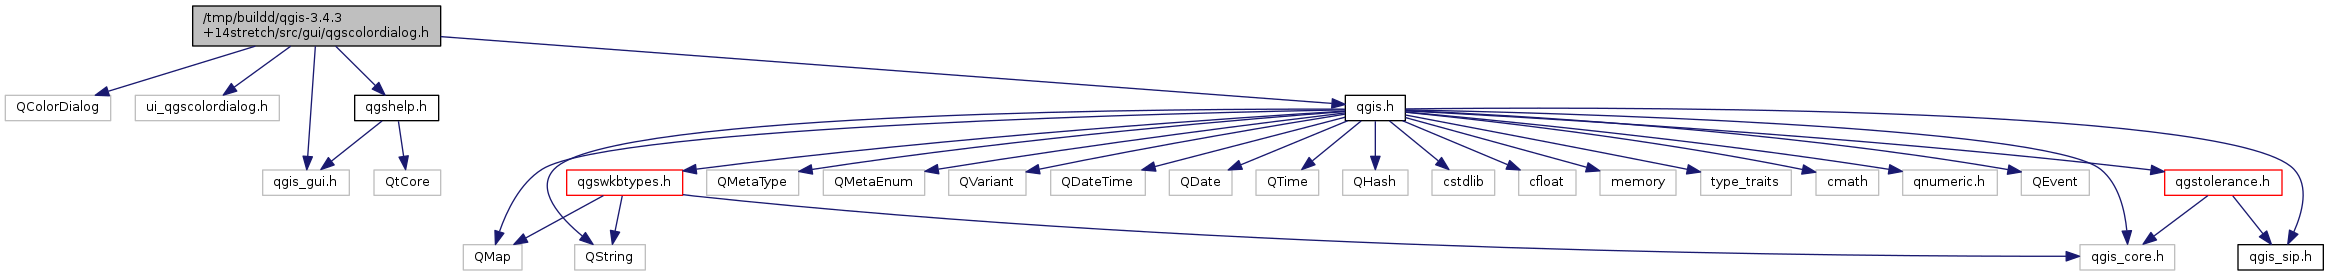 /tmp/buildd/qgis-3.4.3
+14stretch/src/gui/qgscolordialog.h
QColorDialog
ui_qgscolordialog.h
qgshelp.h
qgis.h
qgis_gui.h
QtCore
qgswkbtypes.h
QMetaType
QMetaEnum
QVariant
QDateTime
QDate
QTime
QHash
cstdlib
cfloat
memory
type_traits
cmath
qnumeric.h
QEvent
qgstolerance.h
QMap
QString
qgis_core.h
qgis_sip.h